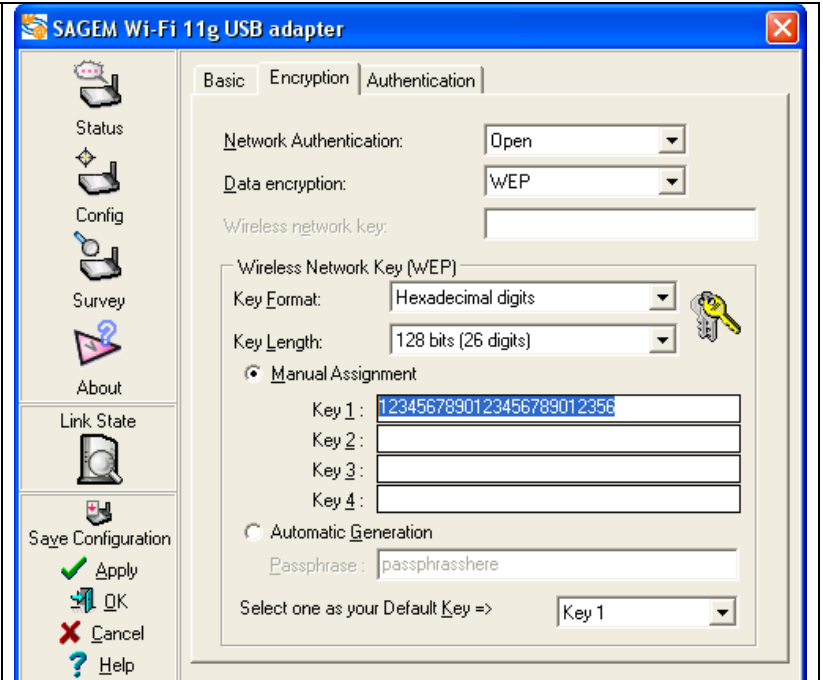 SAGEM Wi-Fi 11g USB adapter
Status
Config
Survey
About
Link State
Save Configuration
Apply
OK
Cancel
Help
Basic Encryption Authentication
Network Authentication: Open
Data encryption: WEP
Wireless network key:
Wireless Network Key (WEP)
Key Format: Hexadecimal digits
Key Length: 128 bits (26 digits)
Manual Assignment
Key 1 : 12345678901234567890123456
Key 2 :
Key 3 :
Key 4 :
Automatic Generation
Passphrase : passphrasshere
Select one as your Default Key => Key 1